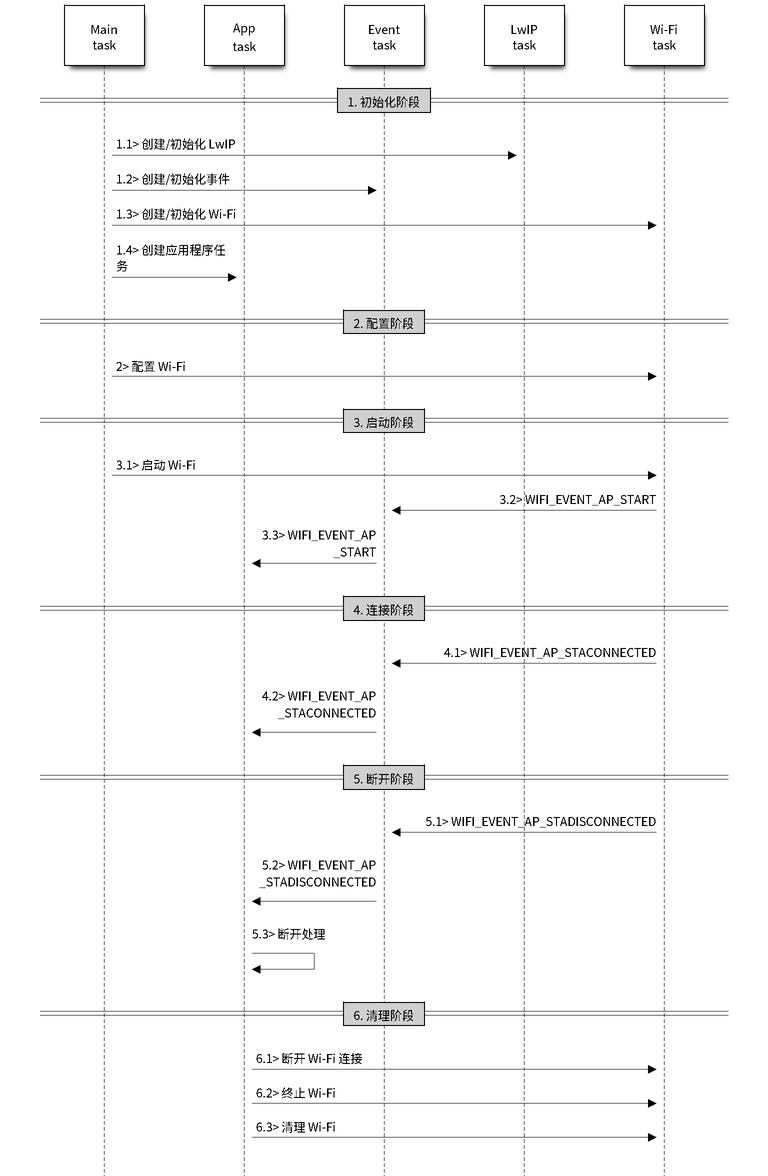 Main
task
App
task
Event
task
LwIP
task
Wi-Fi
task
1. 初始化阶段
1.1> 创建/初始化 LwIP
1.2> 创建/初始化事件
1.3> 创建/初始化 Wi-Fi
1.4> 创建应用程序任
务
2. 配置阶段
2> 配置 Wi-Fi
3. 启动阶段
3.1> 启动 Wi-Fi
3.2> WIFI_EVENT_AP_START
3.3> WIFI_EVENT_AP
_START
4. 连接阶段
4.1> WIFI_EVENT_AP_STACONNECTED
4.2> WIFI_EVENT_AP
_STACONNECTED
5. 断开阶段
5.1> WIFI_EVENT_AP_STADISCONNECTED
5.2> WIFI_EVENT_AP
_STADISCONNECTED
5.3> 断开处理
6. 清理阶段
6.1> 断开 Wi-Fi 连接
6.2> 终止 Wi-Fi
6.3> 清理 Wi-Fi